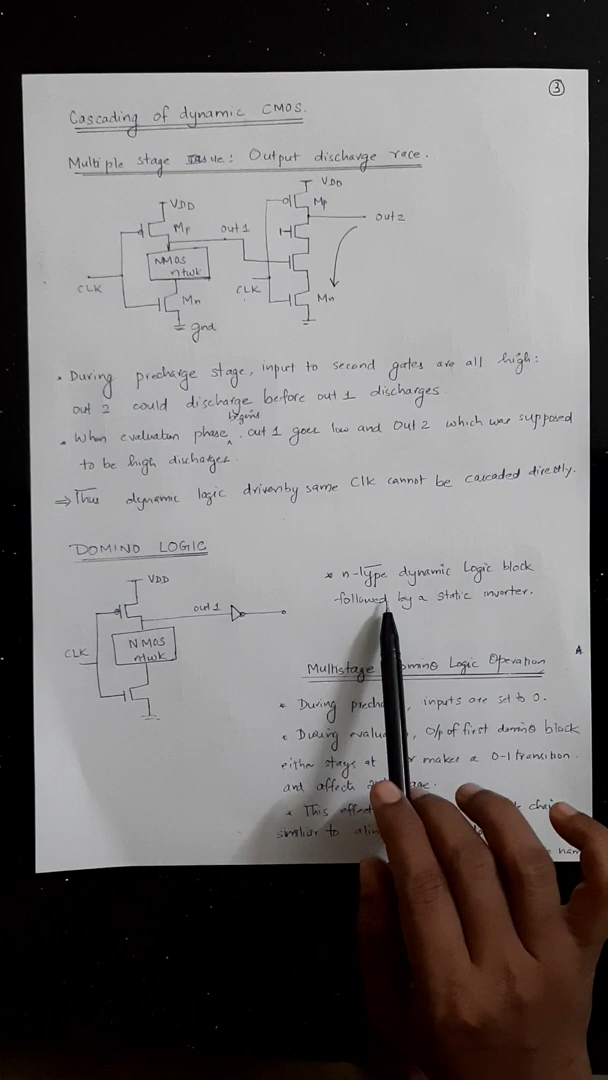 3
Cascading of dynamic CMOS.
Multiple stage issue: Output discharge race.
VDD
Mp
out 1
NMOS
ntwk
CLK
Mn
gnd
VDD
Mp
out 2
CLK
Mn
• During precharge stage, input to second gates are all high:
out 2 could discharge before out 1 discharges.
• When evaluation phase begins, out 1 goes low and Out 2 which was supposed
to be high discharges.
⇒ Thus dynamic logic driven by same Clk cannot be cascaded directly.
DOMINO LOGIC
VDD
out 1
CLK
NMOS
ntwk
* n-type dynamic Logic block
followed by a static inverter.
A
Multistage Logic Operation
* During , inputs are set to 0.
• During , O/p of first domino block
either stays at makes a 0-1 transition.
and affect
* This
similar to